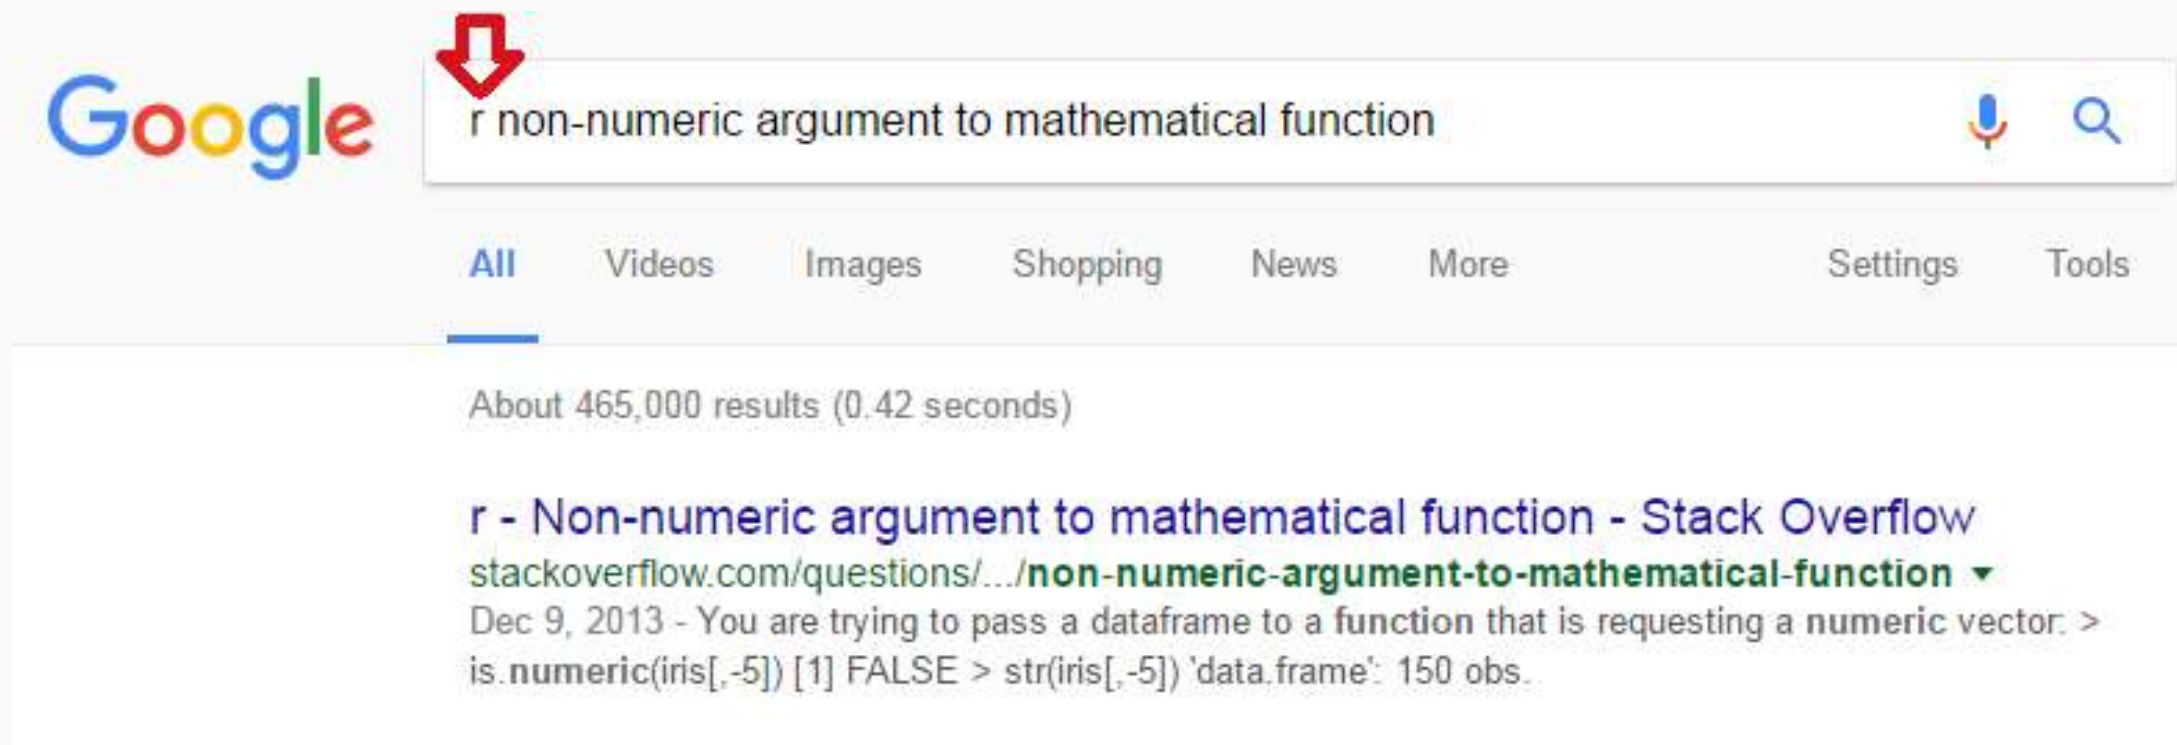 Google
r non-numeric argument to mathematical function
All Videos Images Shopping News More Settings Tools
About 465,000 results (0.42 seconds)
r - Non-numeric argument to mathematical function - Stack Overflow
stackoverflow.com/questions/.../non-numeric-argument-to-mathematical-function
Dec 9, 2013 - You are trying to pass a dataframe to a function that is requesting a numeric vector: >
is.numeric(iris[,-5]) [1] FALSE > str(iris[,-5]) 'data.frame': 150 obs.